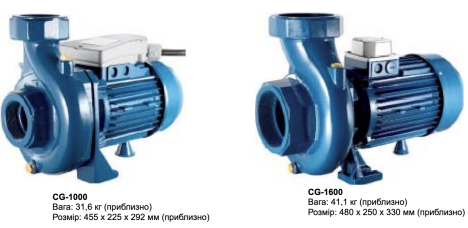 CG-1000
Вага: 31,6 кг (приблизно)
Розмір: 455 x 225 x 292 мм (приблизно)
CG-1600
Вага: 41,1 кг (приблизно)
Розмір: 480 x 250 x 330 мм (приблизно)